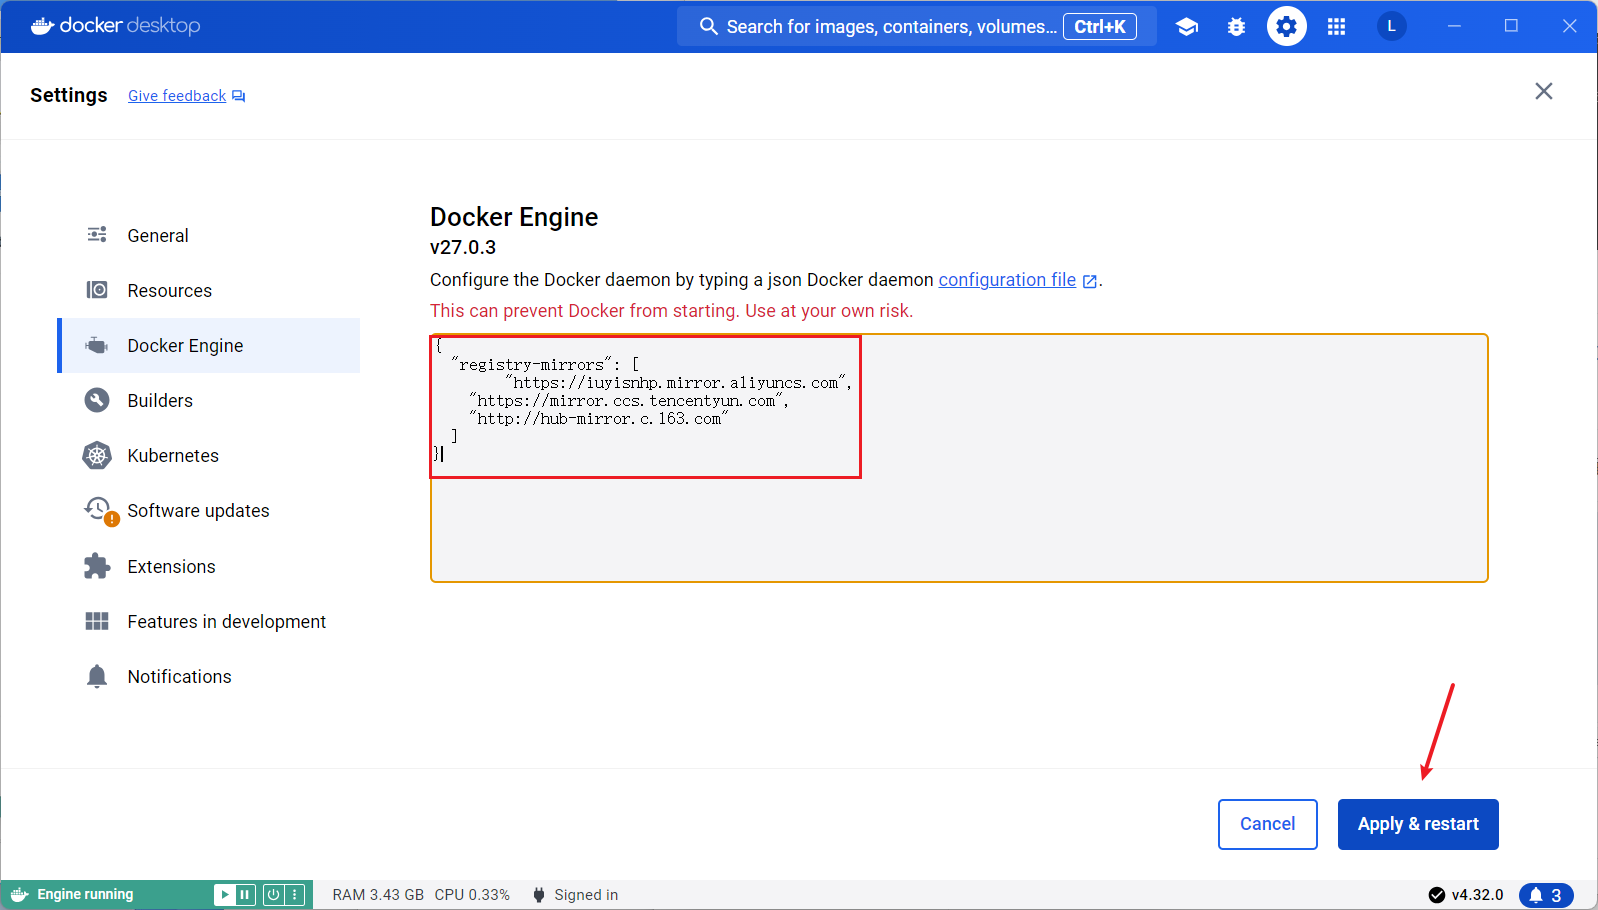 docker desktop
Search for images, containers, volumes... Ctrl+K
L
Settings Give feedback
General
Resources
Docker Engine
Builders
Kubernetes
Software updates
Extensions
Features in development
Notifications
Docker Engine
v27.0.3
Configure the Docker daemon by typing a json Docker daemon configuration file .
This can prevent Docker from starting. Use at your own risk.
{
"registry-mirrors": [
"https://iuyisnhp.mirror.aliyuncs.com",
"https://mirror.ccs.tencentyun.com",
"http://hub-mirror.c.163.com"
]
}
Cancel Apply & restart
Engine running RAM 3.43 GB CPU 0.33% Signed in v4.32.0 3